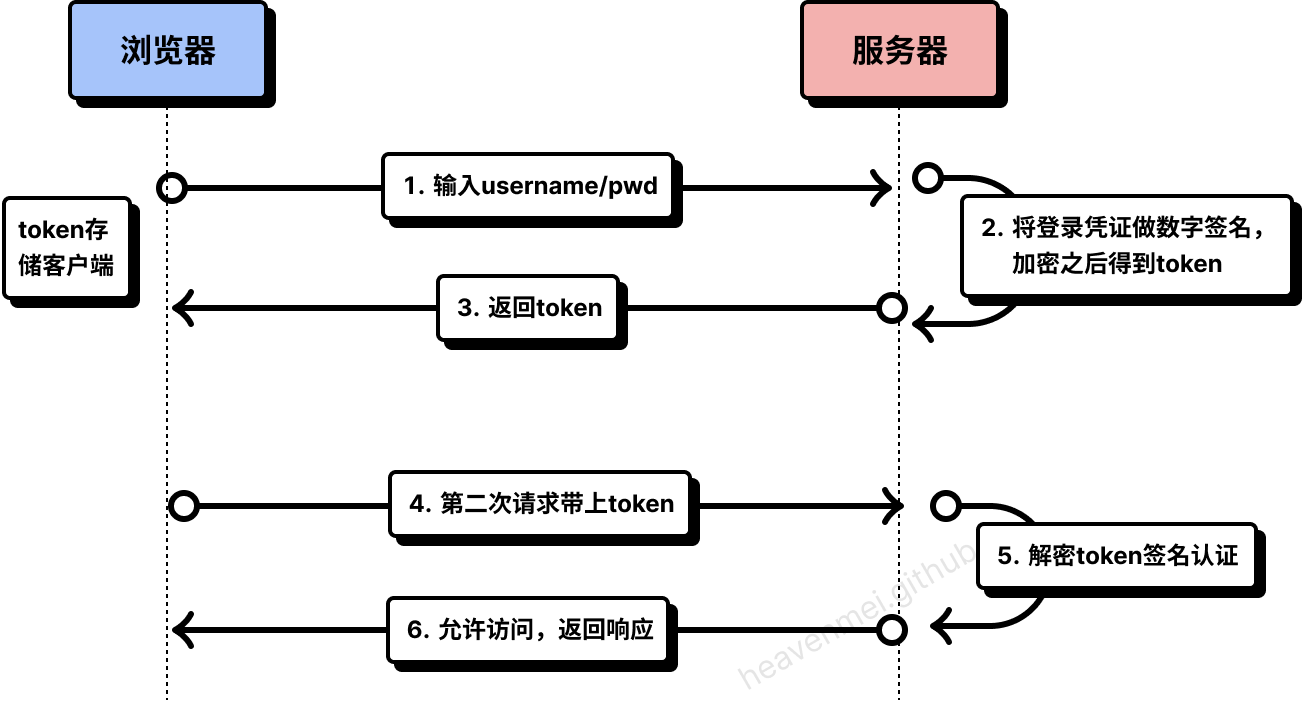 浏览器
服务器
1. 输入username/pwd
token存
储客户端
2. 将登录凭证做数字签名，
加密之后得到token
3. 返回token
4. 第二次请求带上token
5. 解密token签名认证
6. 允许访问，返回响应
heavenmei.github